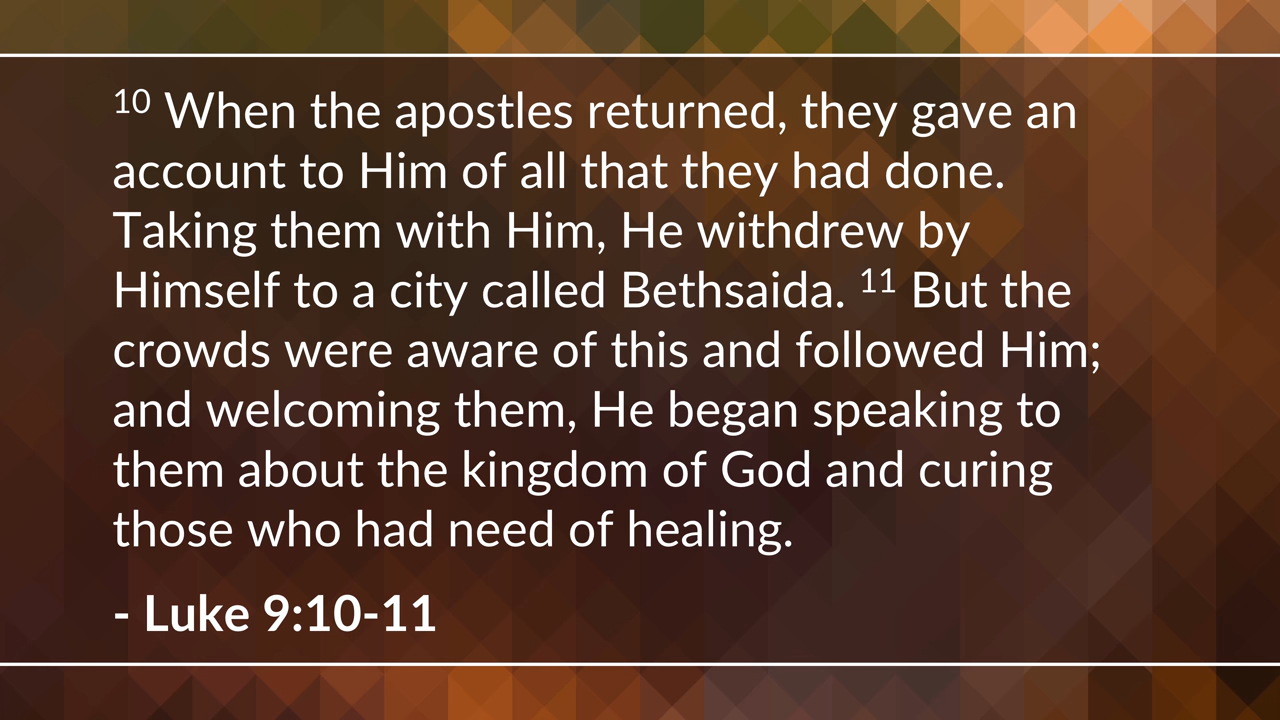 10 When the apostles returned, they gave an
account to Him of all that they had done.
Taking them with Him, He withdrew by
Himself to a city called Bethsaida. 11 But the
crowds were aware of this and followed Him;
and welcoming them, He began speaking to
them about the kingdom of God and curing
those who had need of healing.
- Luke 9:10-11